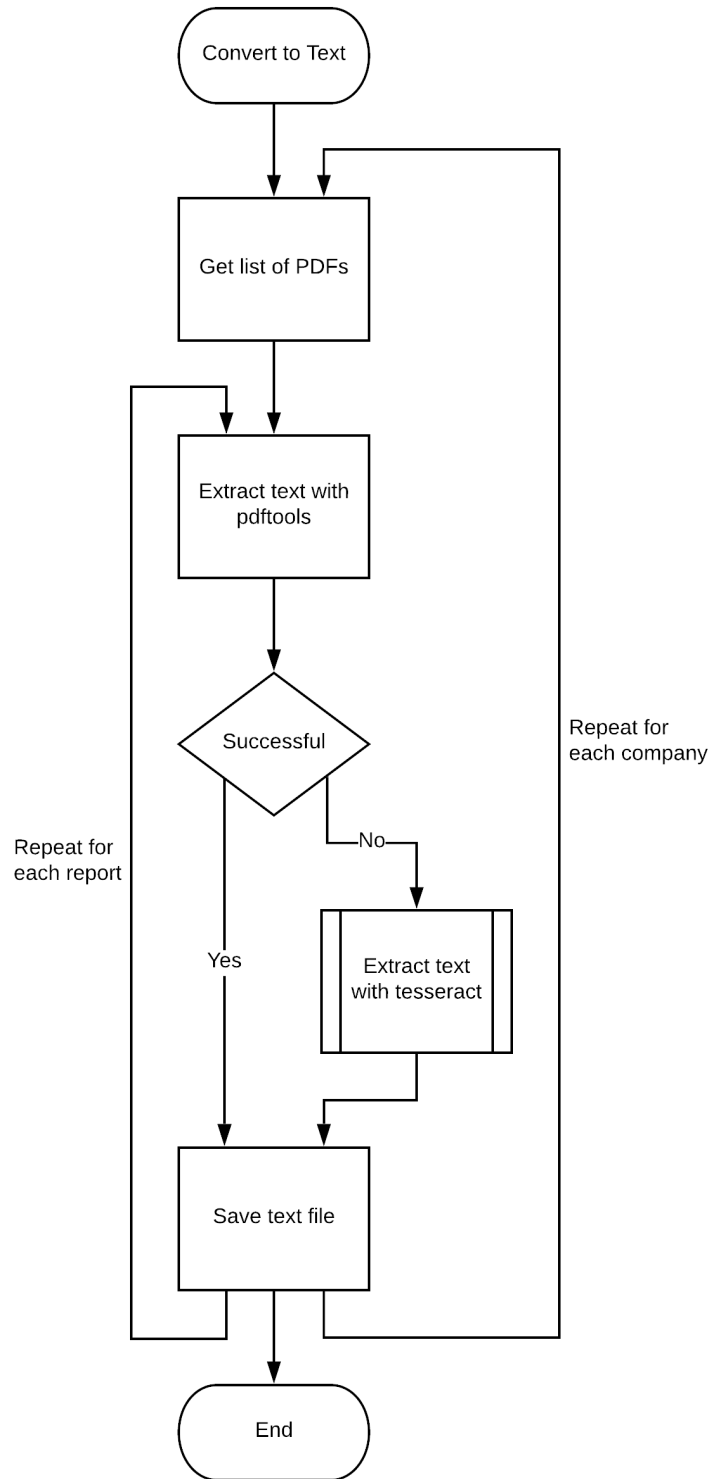 Convert to Text
Get list of PDFs
Extract text with
pdftools
Successful
Repeat for
each company
No
Repeat for
each report
Yes
Extract text
with tesseract
Save text file
End